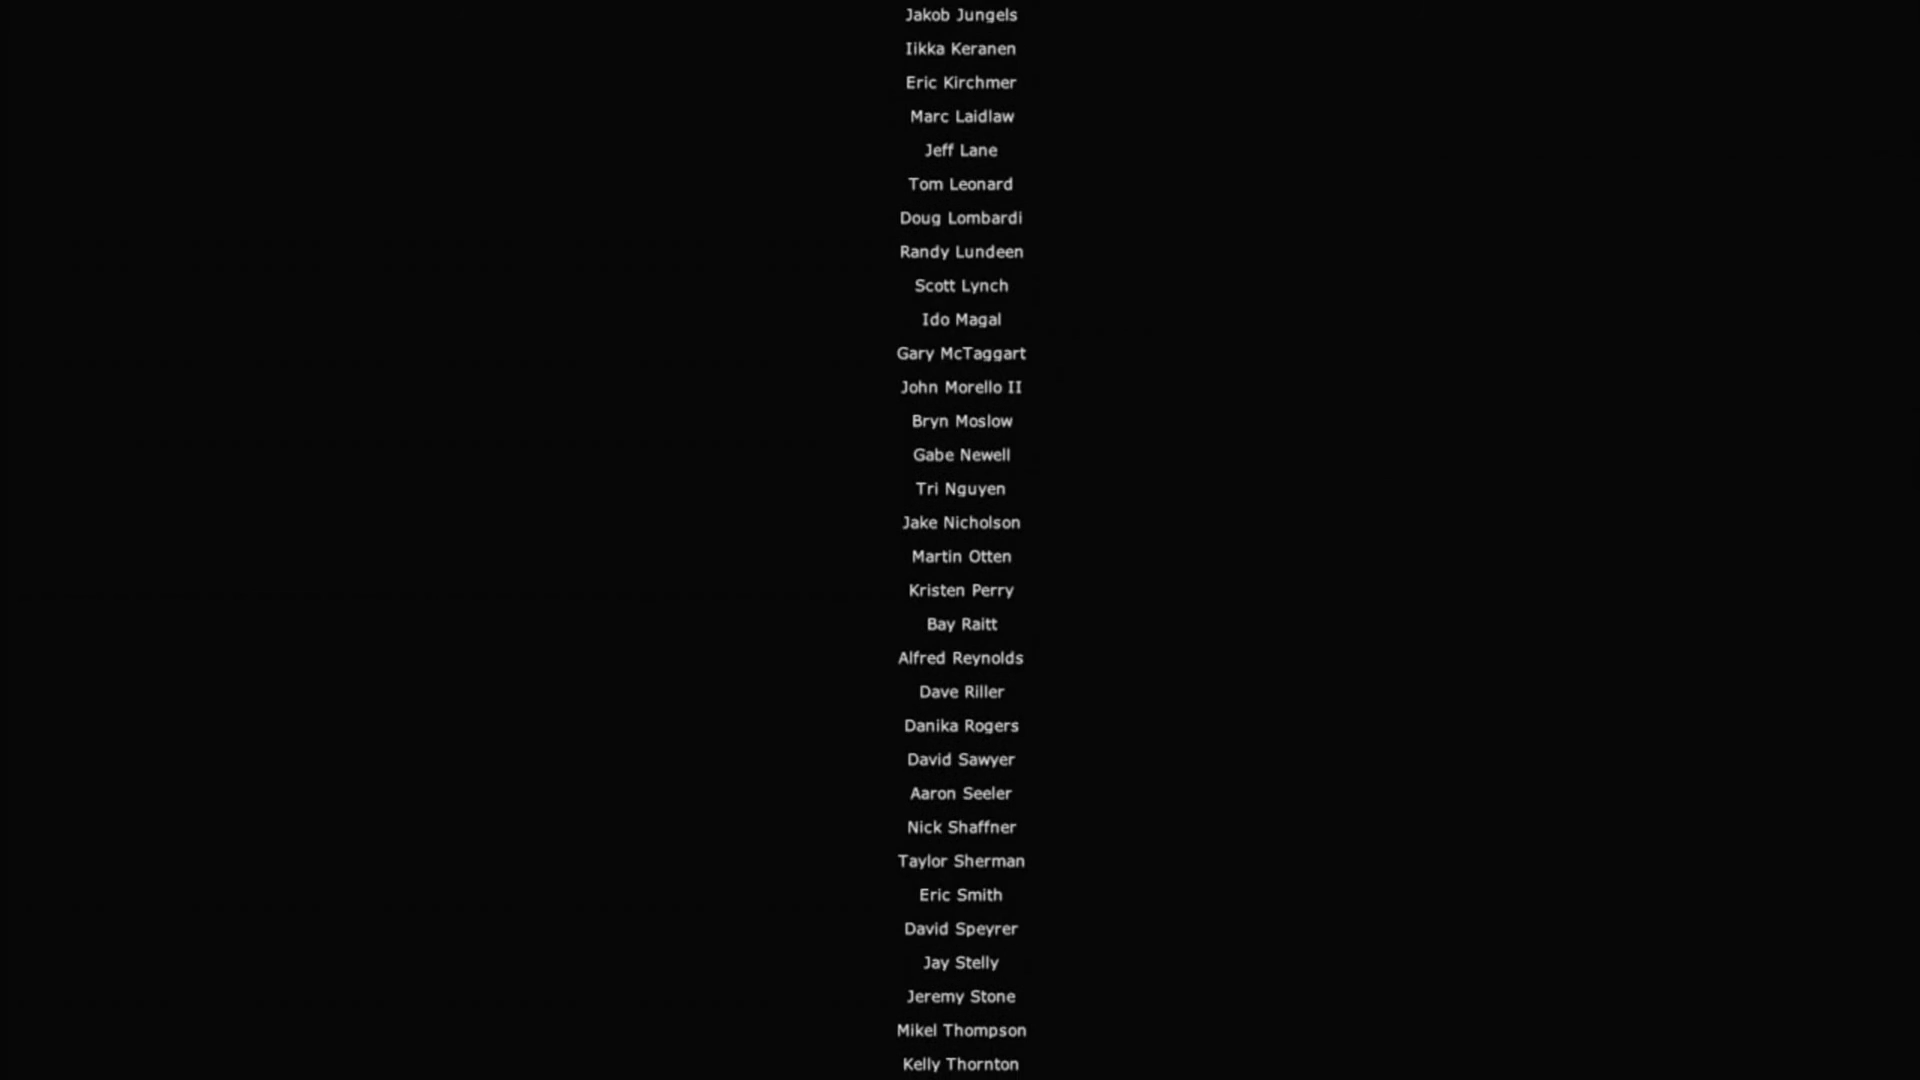 Jakob Jungels
Iikka Keranen
Eric Kirchmer
Marc Laidlaw
Jeff Lane
Tom Leonard
Doug Lombardi
Randy Lundeen
Scott Lynch
Ido Magal
Gary McTaggart
John Morello II
Bryn Moslow
Gabe Newell
Tri Nguyen
Jake Nicholson
Martin Otten
Kristen Perry
Bay Raitt
Alfred Reynolds
Dave Riller
Danika Rogers
David Sawyer
Aaron Seeler
Nick Shaffner
Taylor Sherman
Eric Smith
David Speyrer
Jay Stelly
Jeremy Stone
Mikel Thompson
Kelly Thornton